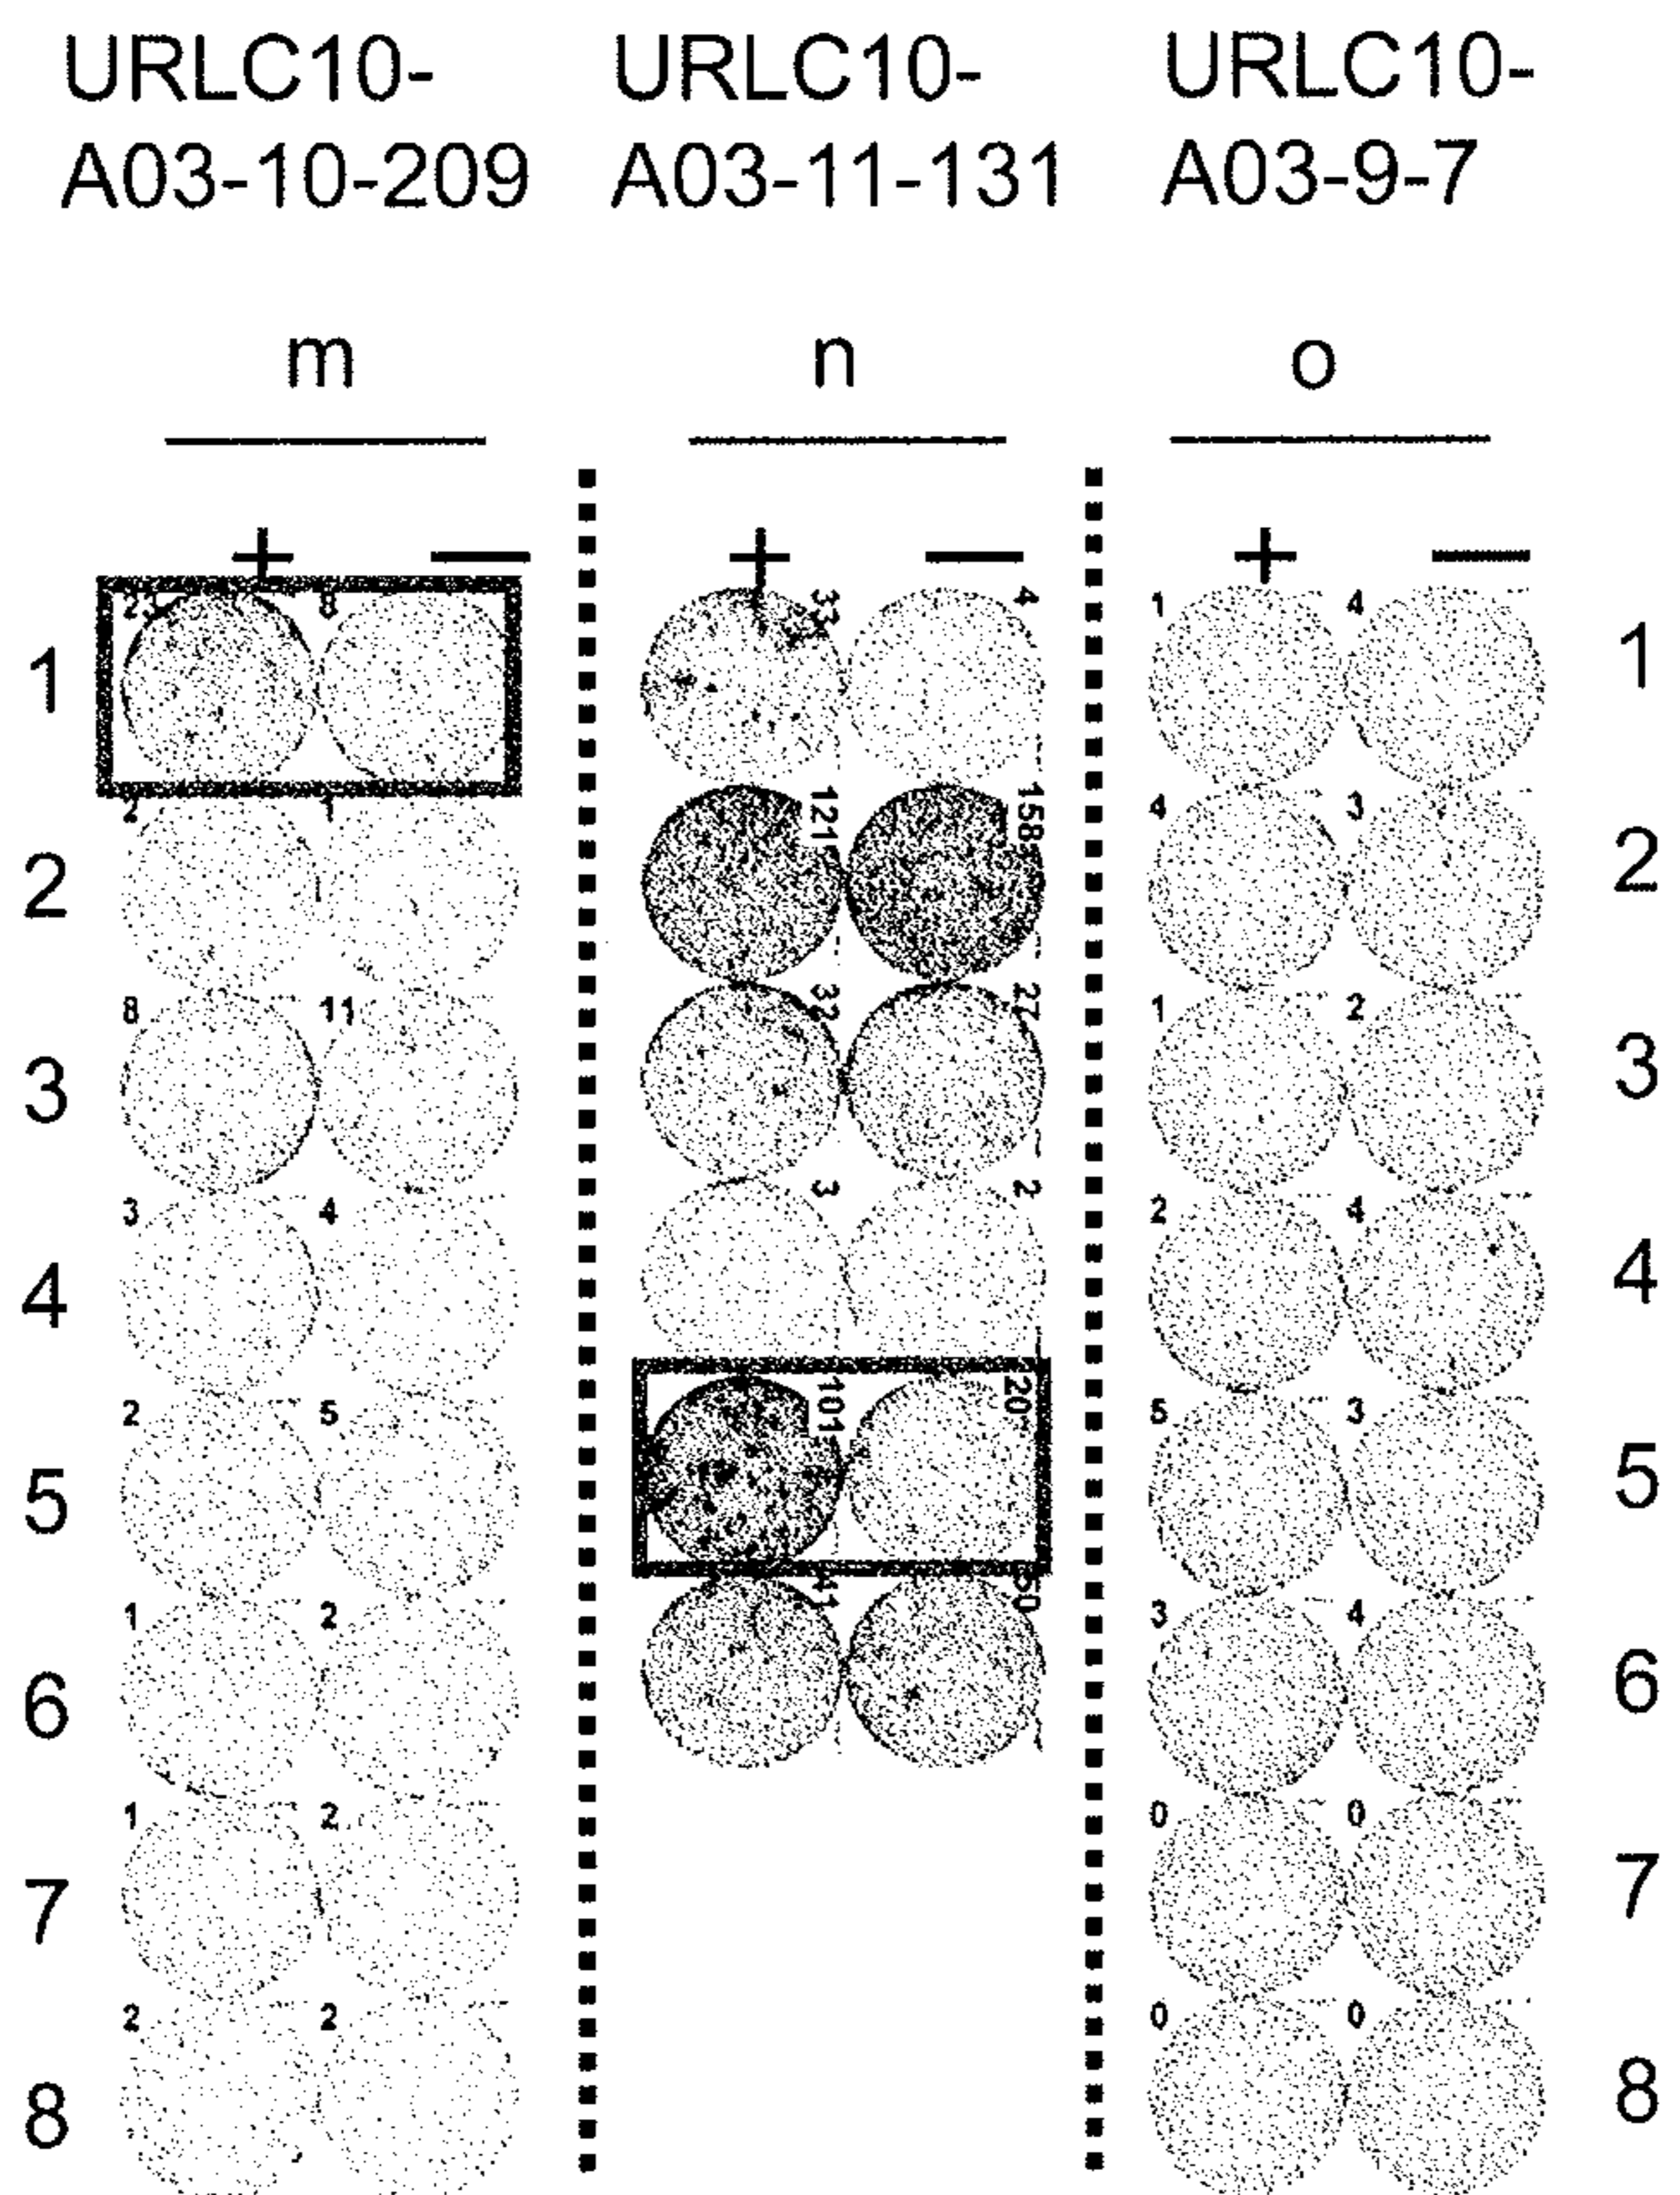 URLC10- URLC10- URLC10-
A03-10-209 A03-11-131 A03-9-7
m n o
+ — + — + —
1 33 4 1 4 1
2 2 1 121 158 4 3 2
3 8 11 32 27 1 2 3
4 3 4 3 2 2 4 4
5 2 5 101 20 5 3 5
6 1 2 41 3 4 6
7 1 2 0 0 7
8 2 2 0 0 8